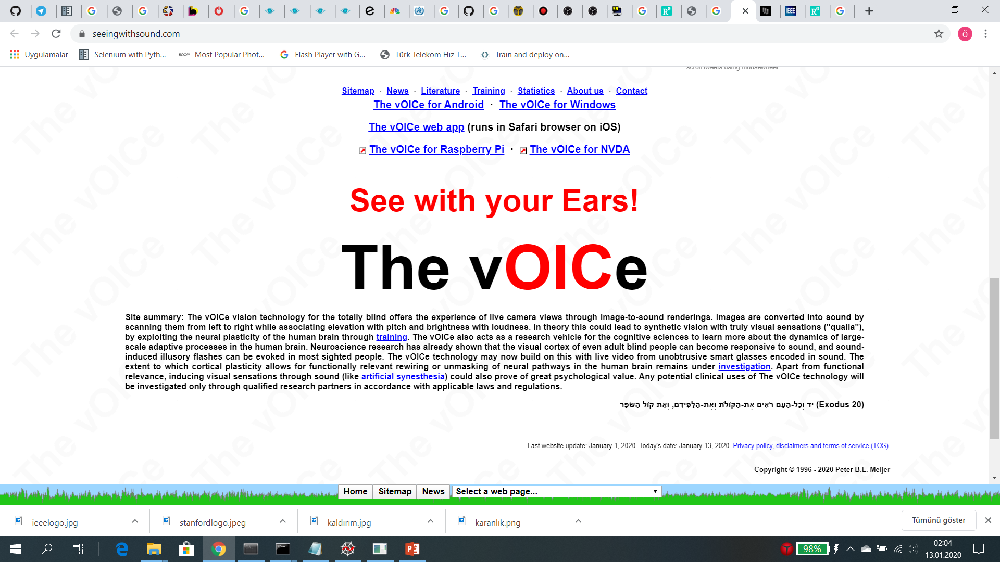 seeingwithsound.com
Uygulamalar
Selenium with Pyth...
Most Popular Phot...
Flash Player with G...
Türk Telekom Hız T...
Train and deploy on...
scroll tweets using mousewheel
Sitemap · News · Literature · Training · Statistics · About us · Contact
The vOICe for Android · The vOICe for Windows
The vOICe web app (runs in Safari browser on iOS)
The vOICe for Raspberry Pi · The vOICe for NVDA
See with your Ears!
The vOICe
Site summary: The vOICe vision technology for the totally blind offers the experience of live camera views through image-to-sound renderings. Images are converted into sound by
scanning them from left to right while associating elevation with pitch and brightness with loudness. In theory this could lead to synthetic vision with truly visual sensations ("qualia"),
by exploiting the neural plasticity of the human brain through training. The vOICe also acts as a research vehicle for the cognitive sciences to learn more about the dynamics of large-
scale adaptive processes in the human brain. Neuroscience research has already shown that the visual cortex of even adult blind people can become responsive to sound, and sound-
induced illusory flashes can be evoked in most sighted people. The vOICe technology may now build on this with live video from unobtrusive smart glasses encoded in sound. The
extent to which cortical plasticity allows for functionally relevant rewiring or unmasking of neural pathways in the human brain remains under investigation. Apart from functional
relevance, inducing visual sensations through sound (like artificial synesthesia) could also prove of great psychological value. Any potential clinical uses of The vOICe technology will
be investigated only through qualified research partners in accordance with applicable laws and regulations.
יד וְכָל-הָעָם רֹאִים אֶת-הַקּוֹלֹת וְאֶת-הַלַּפִּידִם, וְאֵת קוֹל הַשֹּׁפָר (Exodus 20)
Last website update: January 1, 2020. Today's date: January 13, 2020. Privacy policy, disclaimers and terms of service (TOS).
Copyright © 1996 - 2020 Peter B.L. Meijer
Home Sitemap News Select a web page...
ieeelogo.jpg
stanfordlogo.jpeg
kaldırım.jpg
karanlık.png
Tümünü göster
98%
02:04
13.01.2020